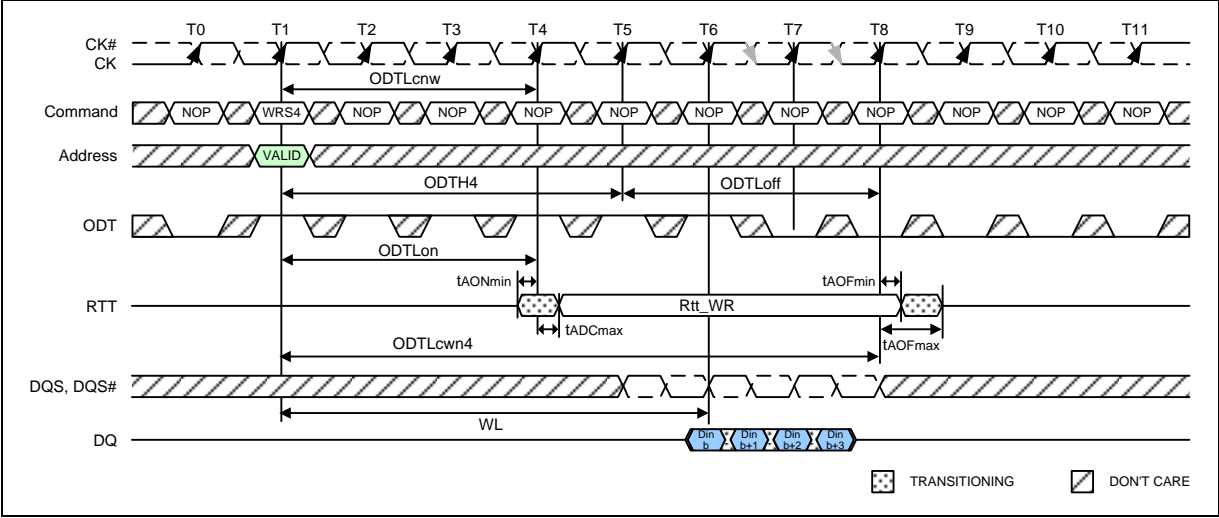 T0 T1 T2 T3 T4 T5 T6 T7 T8 T9 T10 T11
CK#
CK
ODTLcnw
Command NOP WRS4 NOP NOP NOP NOP NOP NOP NOP NOP NOP NOP
Address VALID
ODTH4 ODTLoff
ODT
ODTLon
tAONmin tAOFmin
RTT Rtt_WR
tADCmax
tAOFmax
ODTLcwn4
DQS, DQS#
WL
DQ Din b Din b+1 Din b+2 Din b+3
TRANSITIONING DON'T CARE